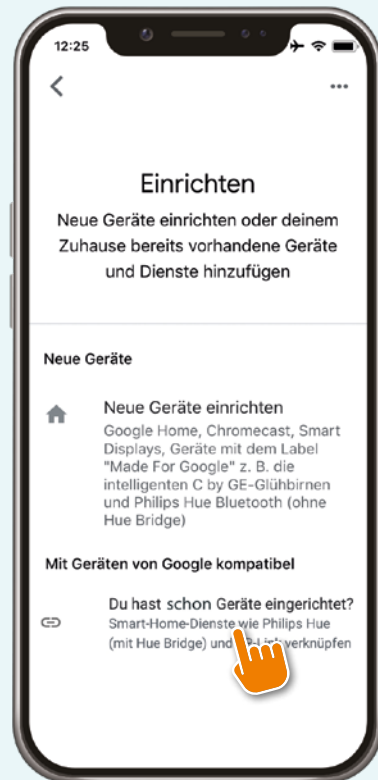 12:25
Einrichten
Neue Geräte einrichten oder deinem
Zuhause bereits vorhandene Geräte
und Dienste hinzufügen
Neue Geräte
Neue Geräte einrichten
Google Home, Chromecast, Smart
Displays, Geräte mit dem Label
"Made For Google" z. B. die
intelligenten C by GE-Glühbirnen
und Philips Hue Bluetooth (ohne
Hue Bridge)
Mit Geräten von Google kompatibel
Du hast schon Geräte eingerichtet?
Smart-Home-Dienste wie Philips Hue
(mit Hue Bridge) und verknüpfen